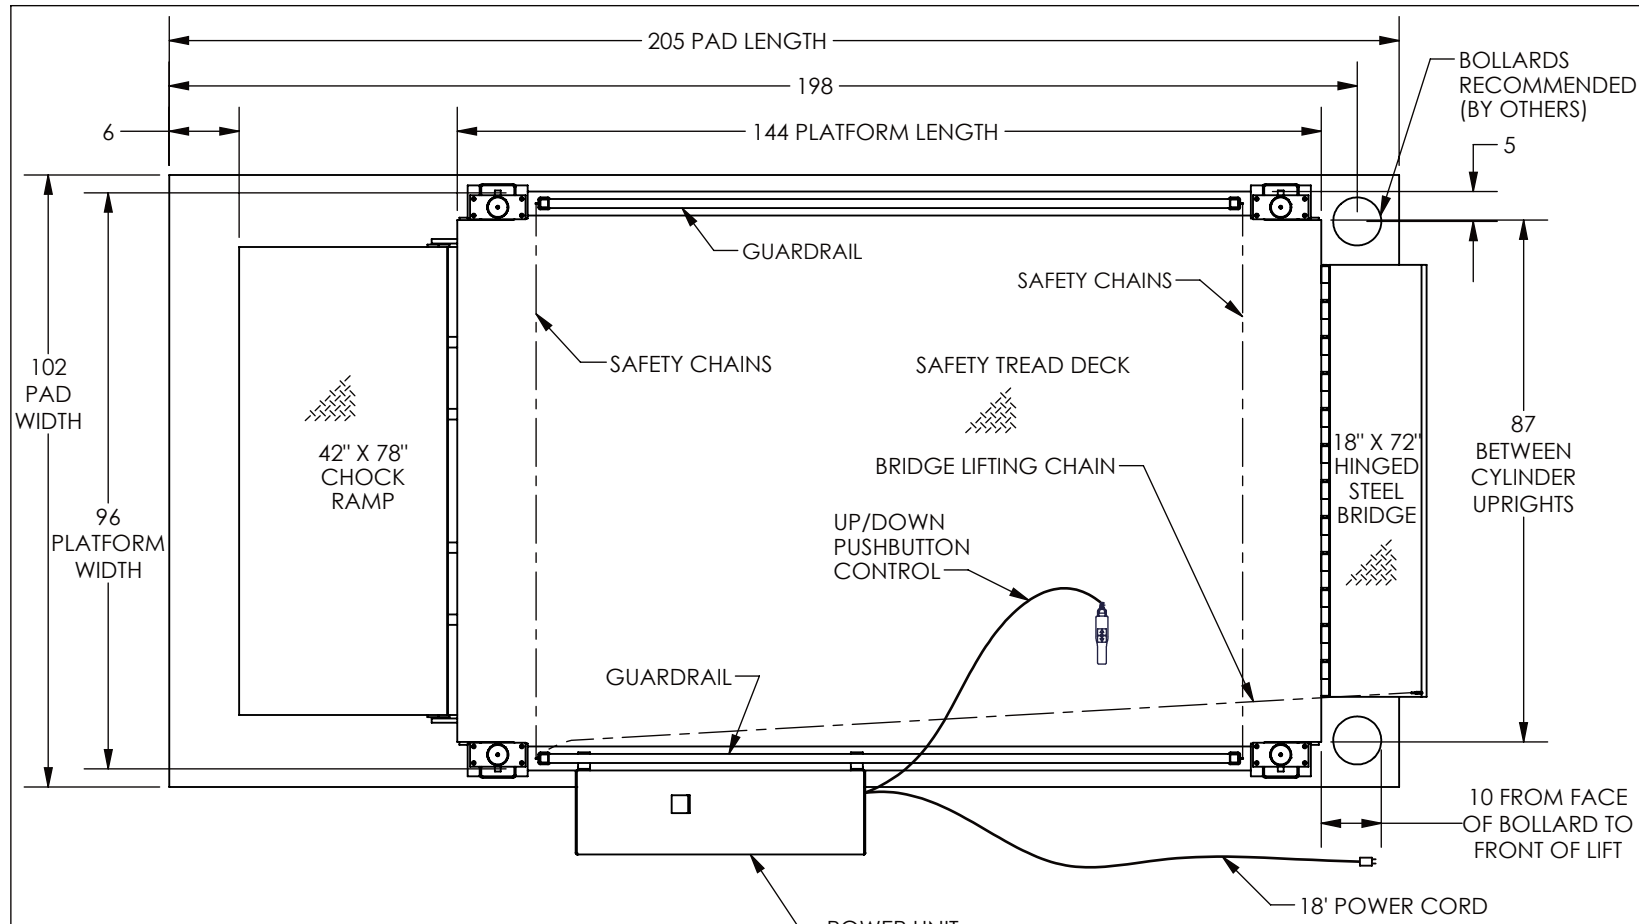 205 PAD LENGTH
198
BOLLARDS
RECOMMENDED
(BY OTHERS)
6
144 PLATFORM LENGTH
5
GUARDRAIL
SAFETY CHAINS
SAFETY CHAINS
SAFETY TREAD DECK
102
PAD
WIDTH
42" X 78"
CHOCK
RAMP
BRIDGE LIFTING CHAIN
18" X 72"
HINGED
STEEL
BRIDGE
87
BETWEEN
CYLINDER
UPRIGHTS
96
PLATFORM
WIDTH
UP/DOWN
PUSHBUTTON
CONTROL
GUARDRAIL
10 FROM FACE
OF BOLLARD TO
FRONT OF LIFT
18' POWER CORD
POWER UNIT